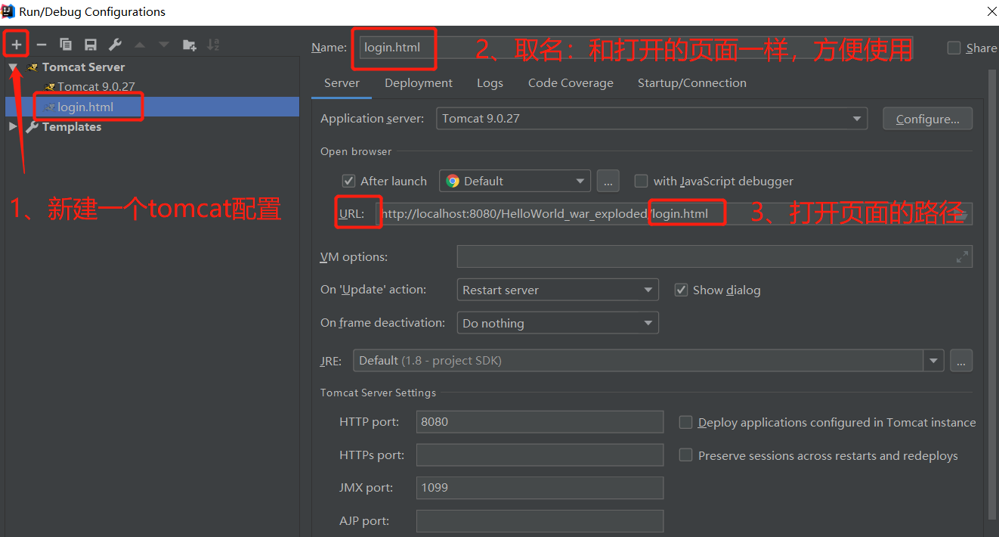 Run/Debug Configurations
Name: login.html
2、取名：和打开的页面一样，方便使用
Share
Tomcat Server
Tomcat 9.0.27
login.html
Templates
1、新建一个tomcat配置
Server Deployment Logs Code Coverage Startup/Connection
Application server: Tomcat 9.0.27 Configure...
Open browser
After launch Default ... with JavaScript debugger
URL: http://localhost:8080/HelloWorld_war_exploded/login.html
3、打开页面的路径
VM options:
On 'Update' action: Restart server Show dialog
On frame deactivation: Do nothing
JRE: Default (1.8 - project SDK) ...
Tomcat Server Settings
HTTP port: 8080 Deploy applications configured in Tomcat instance
HTTPs port: Preserve sessions across restarts and redeploys
JMX port: 1099
AJP port: